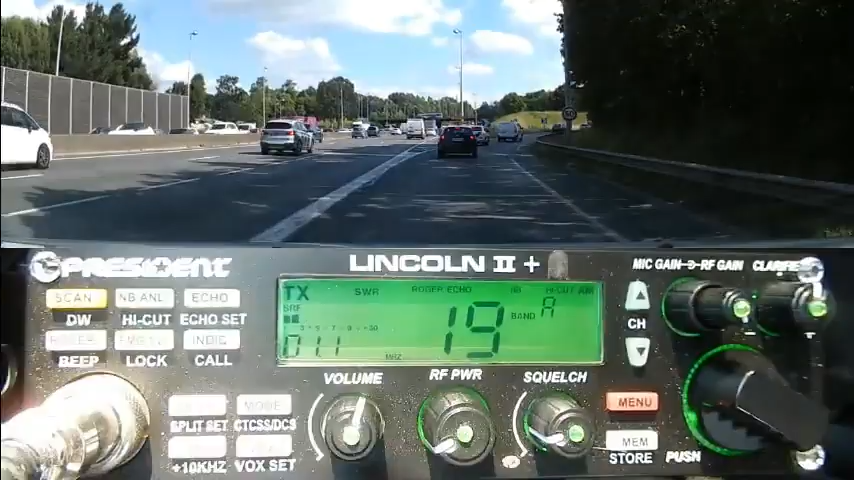 PRESIDENT
LINCOLN II +
MIC GAIN RF GAIN CLARIFIER
SCAN NB ANL ECHO
DW HI-CUT ECHO SET
BEEP LOCK CALL
TX SWR ROGER ECHO HI-CUT
19
BAND A
CH
VOLUME RF PWR SQUELCH
MENU
MEM
STORE
PUSH
MODE
SPLIT SET CTCSS/DCS
+10KHZ VOX SET